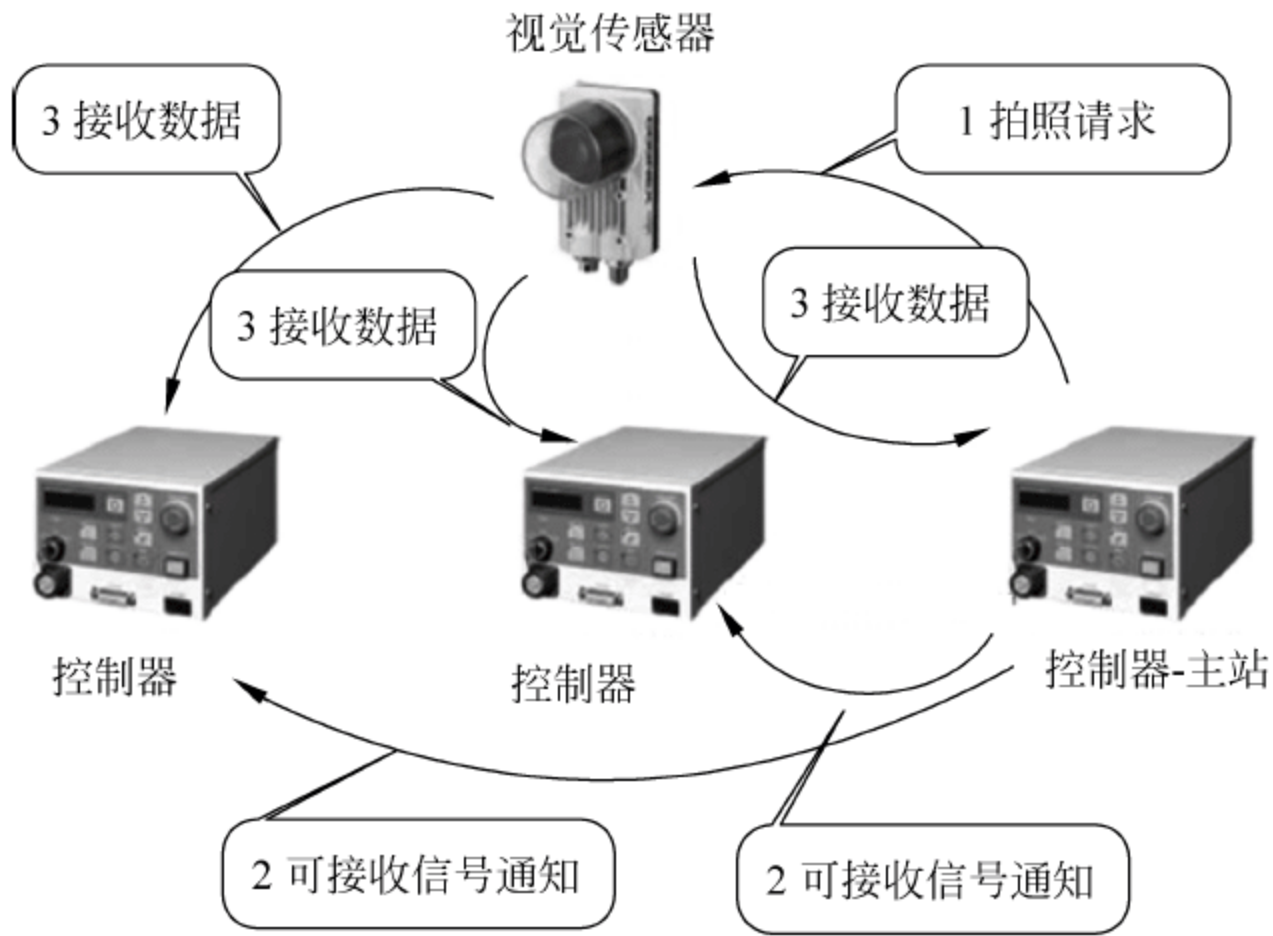 视觉传感器
3 接收数据
1 拍照请求
3 接收数据
3 接收数据
控制器
控制器
控制器-主站
2 可接收信号通知
2 可接收信号通知